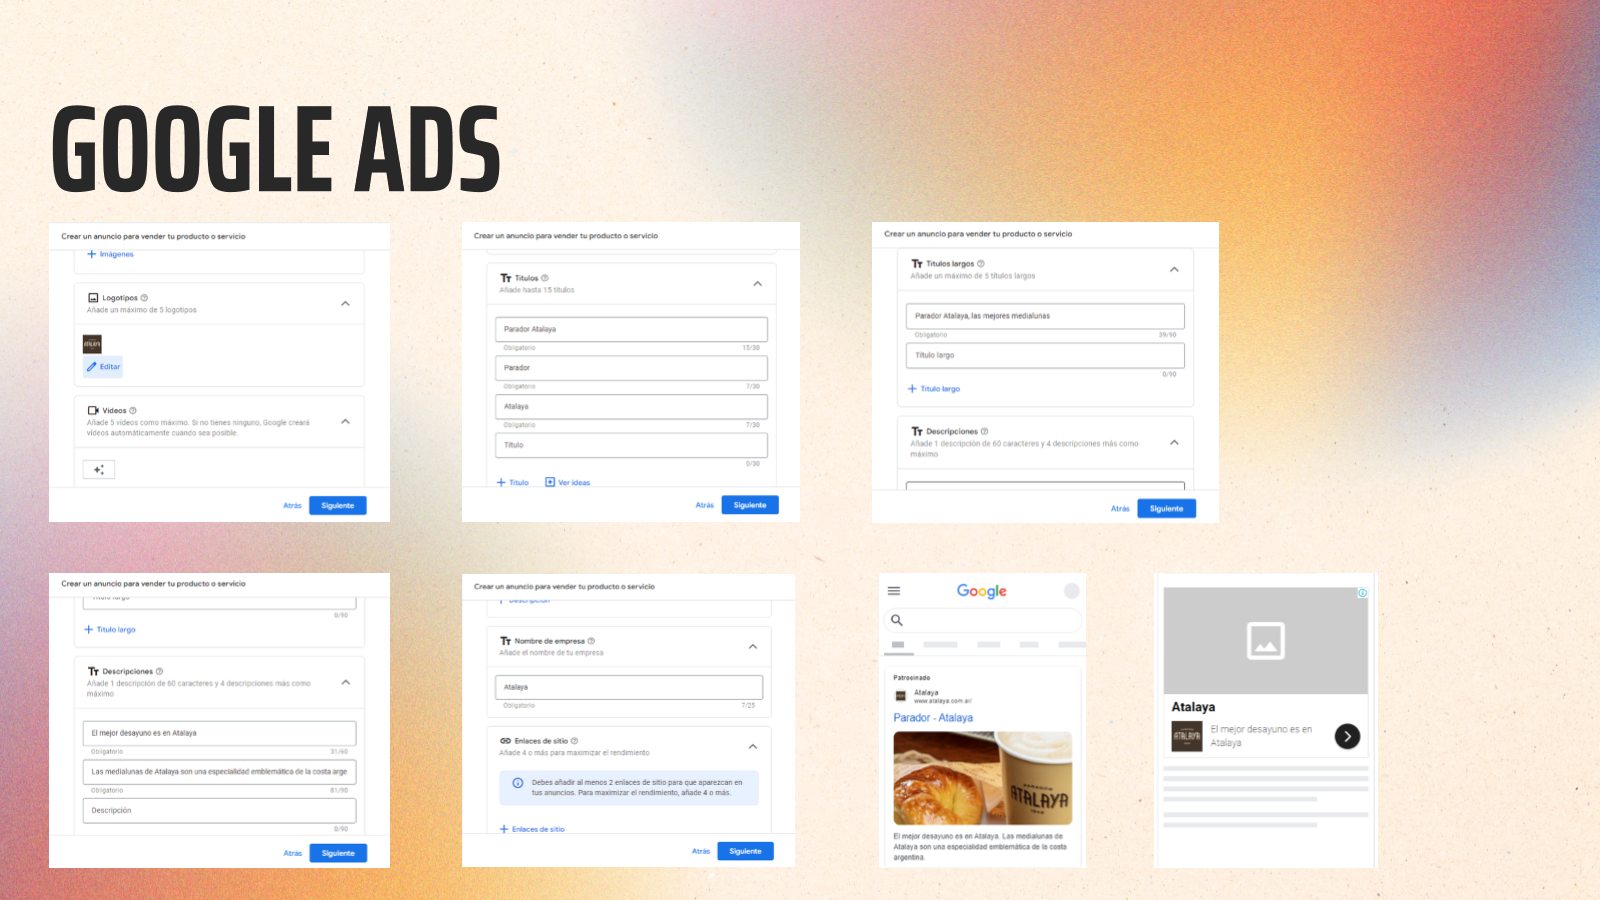 GOOGLE ADS
Crear un anuncio para vender tu producto o servicio
+ Imágenes
Logotipos
Añade un máximo de 5 logotipos
ATALAYA
Editar
Vídeos
Añade 5 vídeos como máximo. Si no tienes ninguno, Google creará
vídeos automáticamente cuando sea posible.
Atrás
Siguiente
Crear un anuncio para vender tu producto o servicio
Tт Títulos
Añade hasta 15 títulos
Parador Atalaya
Obligatorio 15/30
Parador
Obligatorio 7/30
Atalaya
Obligatorio 7/30
Título
0/30
+ Título Ver ideas
Atrás
Siguiente
Crear un anuncio para vender tu producto o servicio
Tт Títulos largos
Añade un máximo de 5 títulos largos
Parador Atalaya, las mejores medialunas
Obligatorio 39/90
Título largo
0/90
+ Título largo
Tт Descripciones
Añade 1 descripción de 60 caracteres y 4 descripciones más como
máximo
Atrás
Siguiente
Crear un anuncio para vender tu producto o servicio
Título largo
0/90
+ Título largo
Tт Descripciones
Añade 1 descripción de 60 caracteres y 4 descripciones más como
máximo
El mejor desayuno es en Atalaya
Obligatorio 31/60
Las medialunas de Atalaya son una especialidad emblemática de la costa arge
Obligatorio 81/90
Descripción
0/90
Atrás
Siguiente
Crear un anuncio para vender tu producto o servicio
+ Descripción
Tт Nombre de empresa
Añade el nombre de tu empresa
Atalaya
Obligatorio 7/25
Enlaces de sitio
Añade 4 o más para maximizar el rendimiento
Debes añadir al menos 2 enlaces de sitio para que aparezcan en
tus anuncios. Para maximizar el rendimiento, añade 4 o más.
+ Enlaces de sitio
Atrás
Siguiente
Google
Patrocinado
Atalaya
www.atalaya.com.ar/
Parador - Atalaya
PARADOR
ATALAYA
El mejor desayuno es en Atalaya. Las medialunas de
Atalaya son una especialidad emblemática de la costa
argentina.
Atalaya
ATALAYA
El mejor desayuno es en
Atalaya